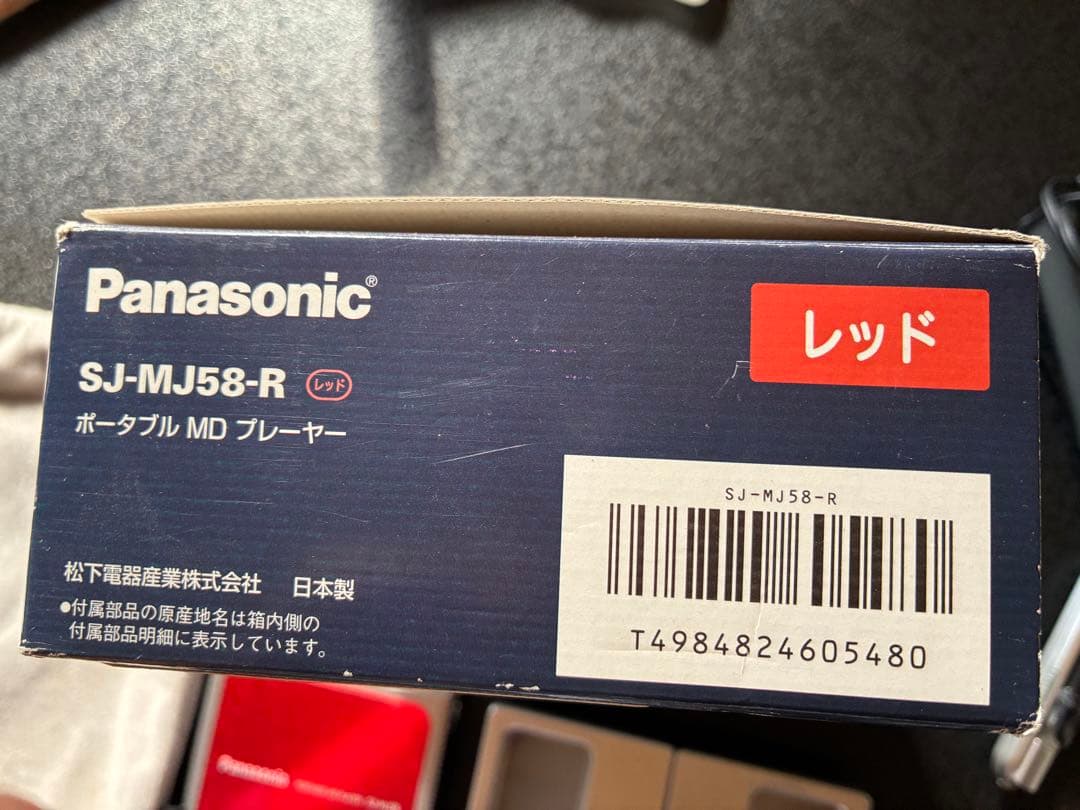 Panasonic®
レッド
SJ-MJ58-R レッド
ポータブル MD プレーヤー
SJ-MJ58-R
T4984824605480
松下電器産業株式会社 日本製
●付属部品の原産地名は箱内側の
付属部品明細に表示しています。
Panasonic